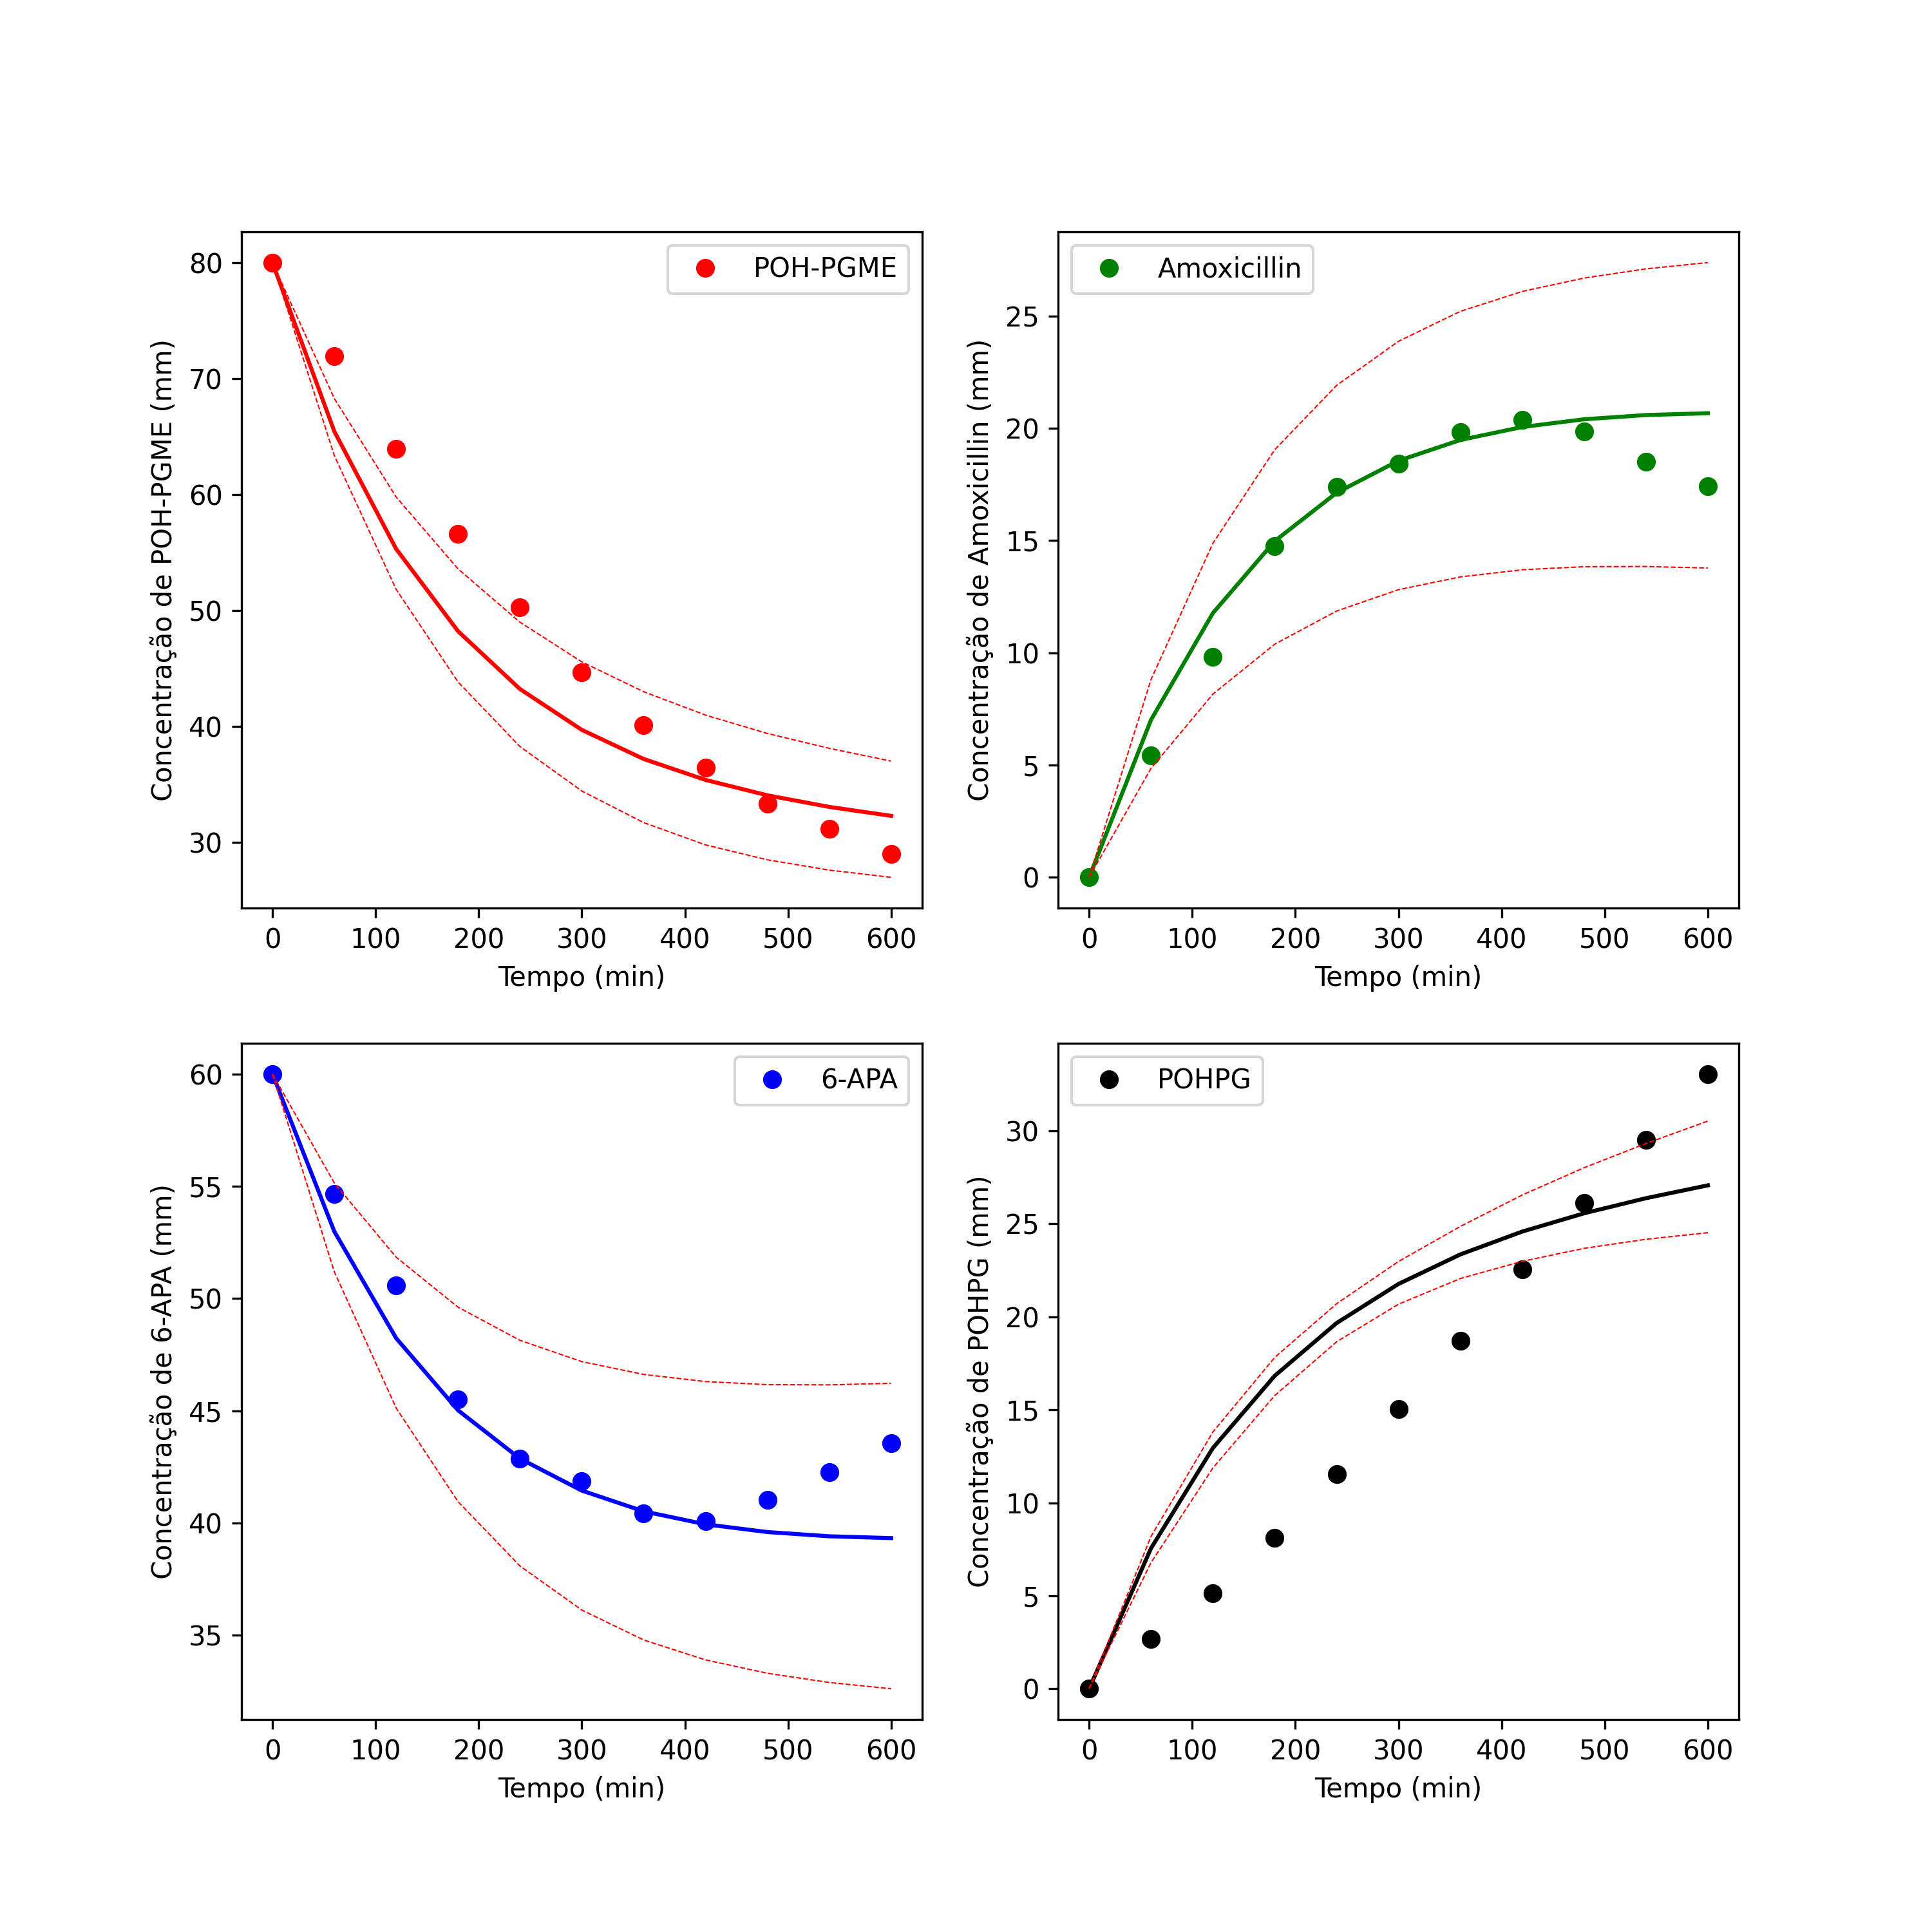 POH-PGME
80
70
60
50
40
30
Concentração de POH-PGME (mm)
0 100 200 300 400 500 600
Tempo (min)
Amoxicillin
25
20
15
10
5
0
Concentração de Amoxicillin (mm)
0 100 200 300 400 500 600
Tempo (min)
6-APA
60
55
50
45
40
35
Concentração de 6-APA (mm)
0 100 200 300 400 500 600
Tempo (min)
POHPG
30
25
20
15
10
5
0
Concentração de POHPG (mm)
0 100 200 300 400 500 600
Tempo (min)